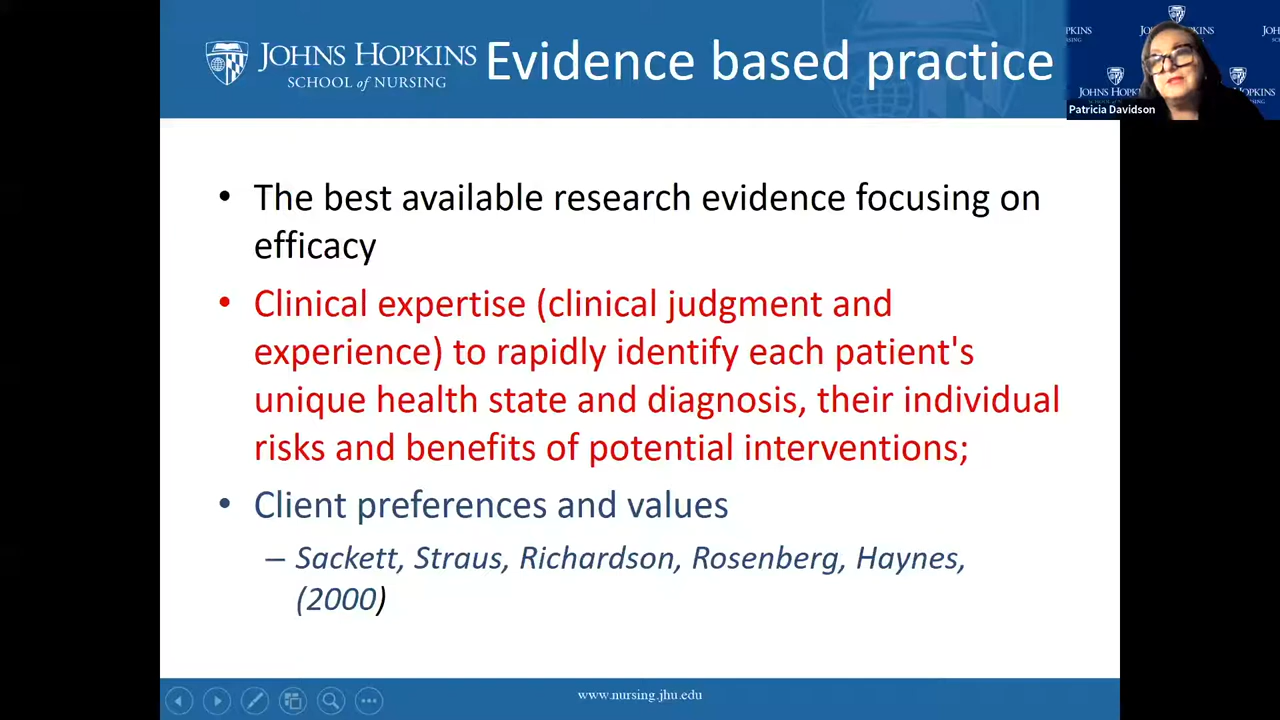 JOHNS HOPKINS
SCHOOL of NURSING
Evidence based practice
Patricia Davidson
• The best available research evidence focusing on
efficacy
• Clinical expertise (clinical judgment and
experience) to rapidly identify each patient's
unique health state and diagnosis, their individual
risks and benefits of potential interventions;
• Client preferences and values
– Sackett, Straus, Richardson, Rosenberg, Haynes,
(2000)
www.nursing.jhu.edu